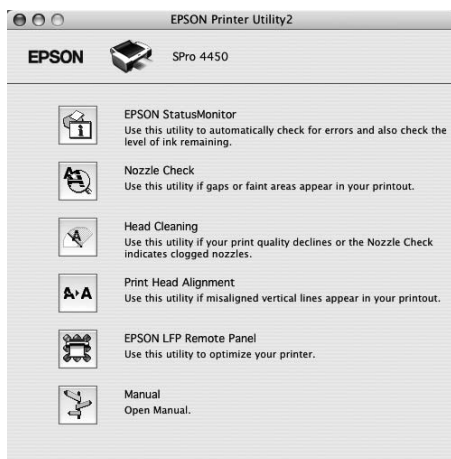 EPSON Printer Utility2
EPSON
SPro 4450
EPSON StatusMonitor
Use this utility to automatically check for errors and also check the
level of ink remaining.
Nozzle Check
Use this utility if gaps or faint areas appear in your printout.
Head Cleaning
Use this utility if your print quality declines or the Nozzle Check
indicates clogged nozzles.
A›A
Print Head Alignment
Use this utility if misaligned vertical lines appear in your printout.
EPSON LFP Remote Panel
Use this utility to optimize your printer.
Manual
Open Manual.